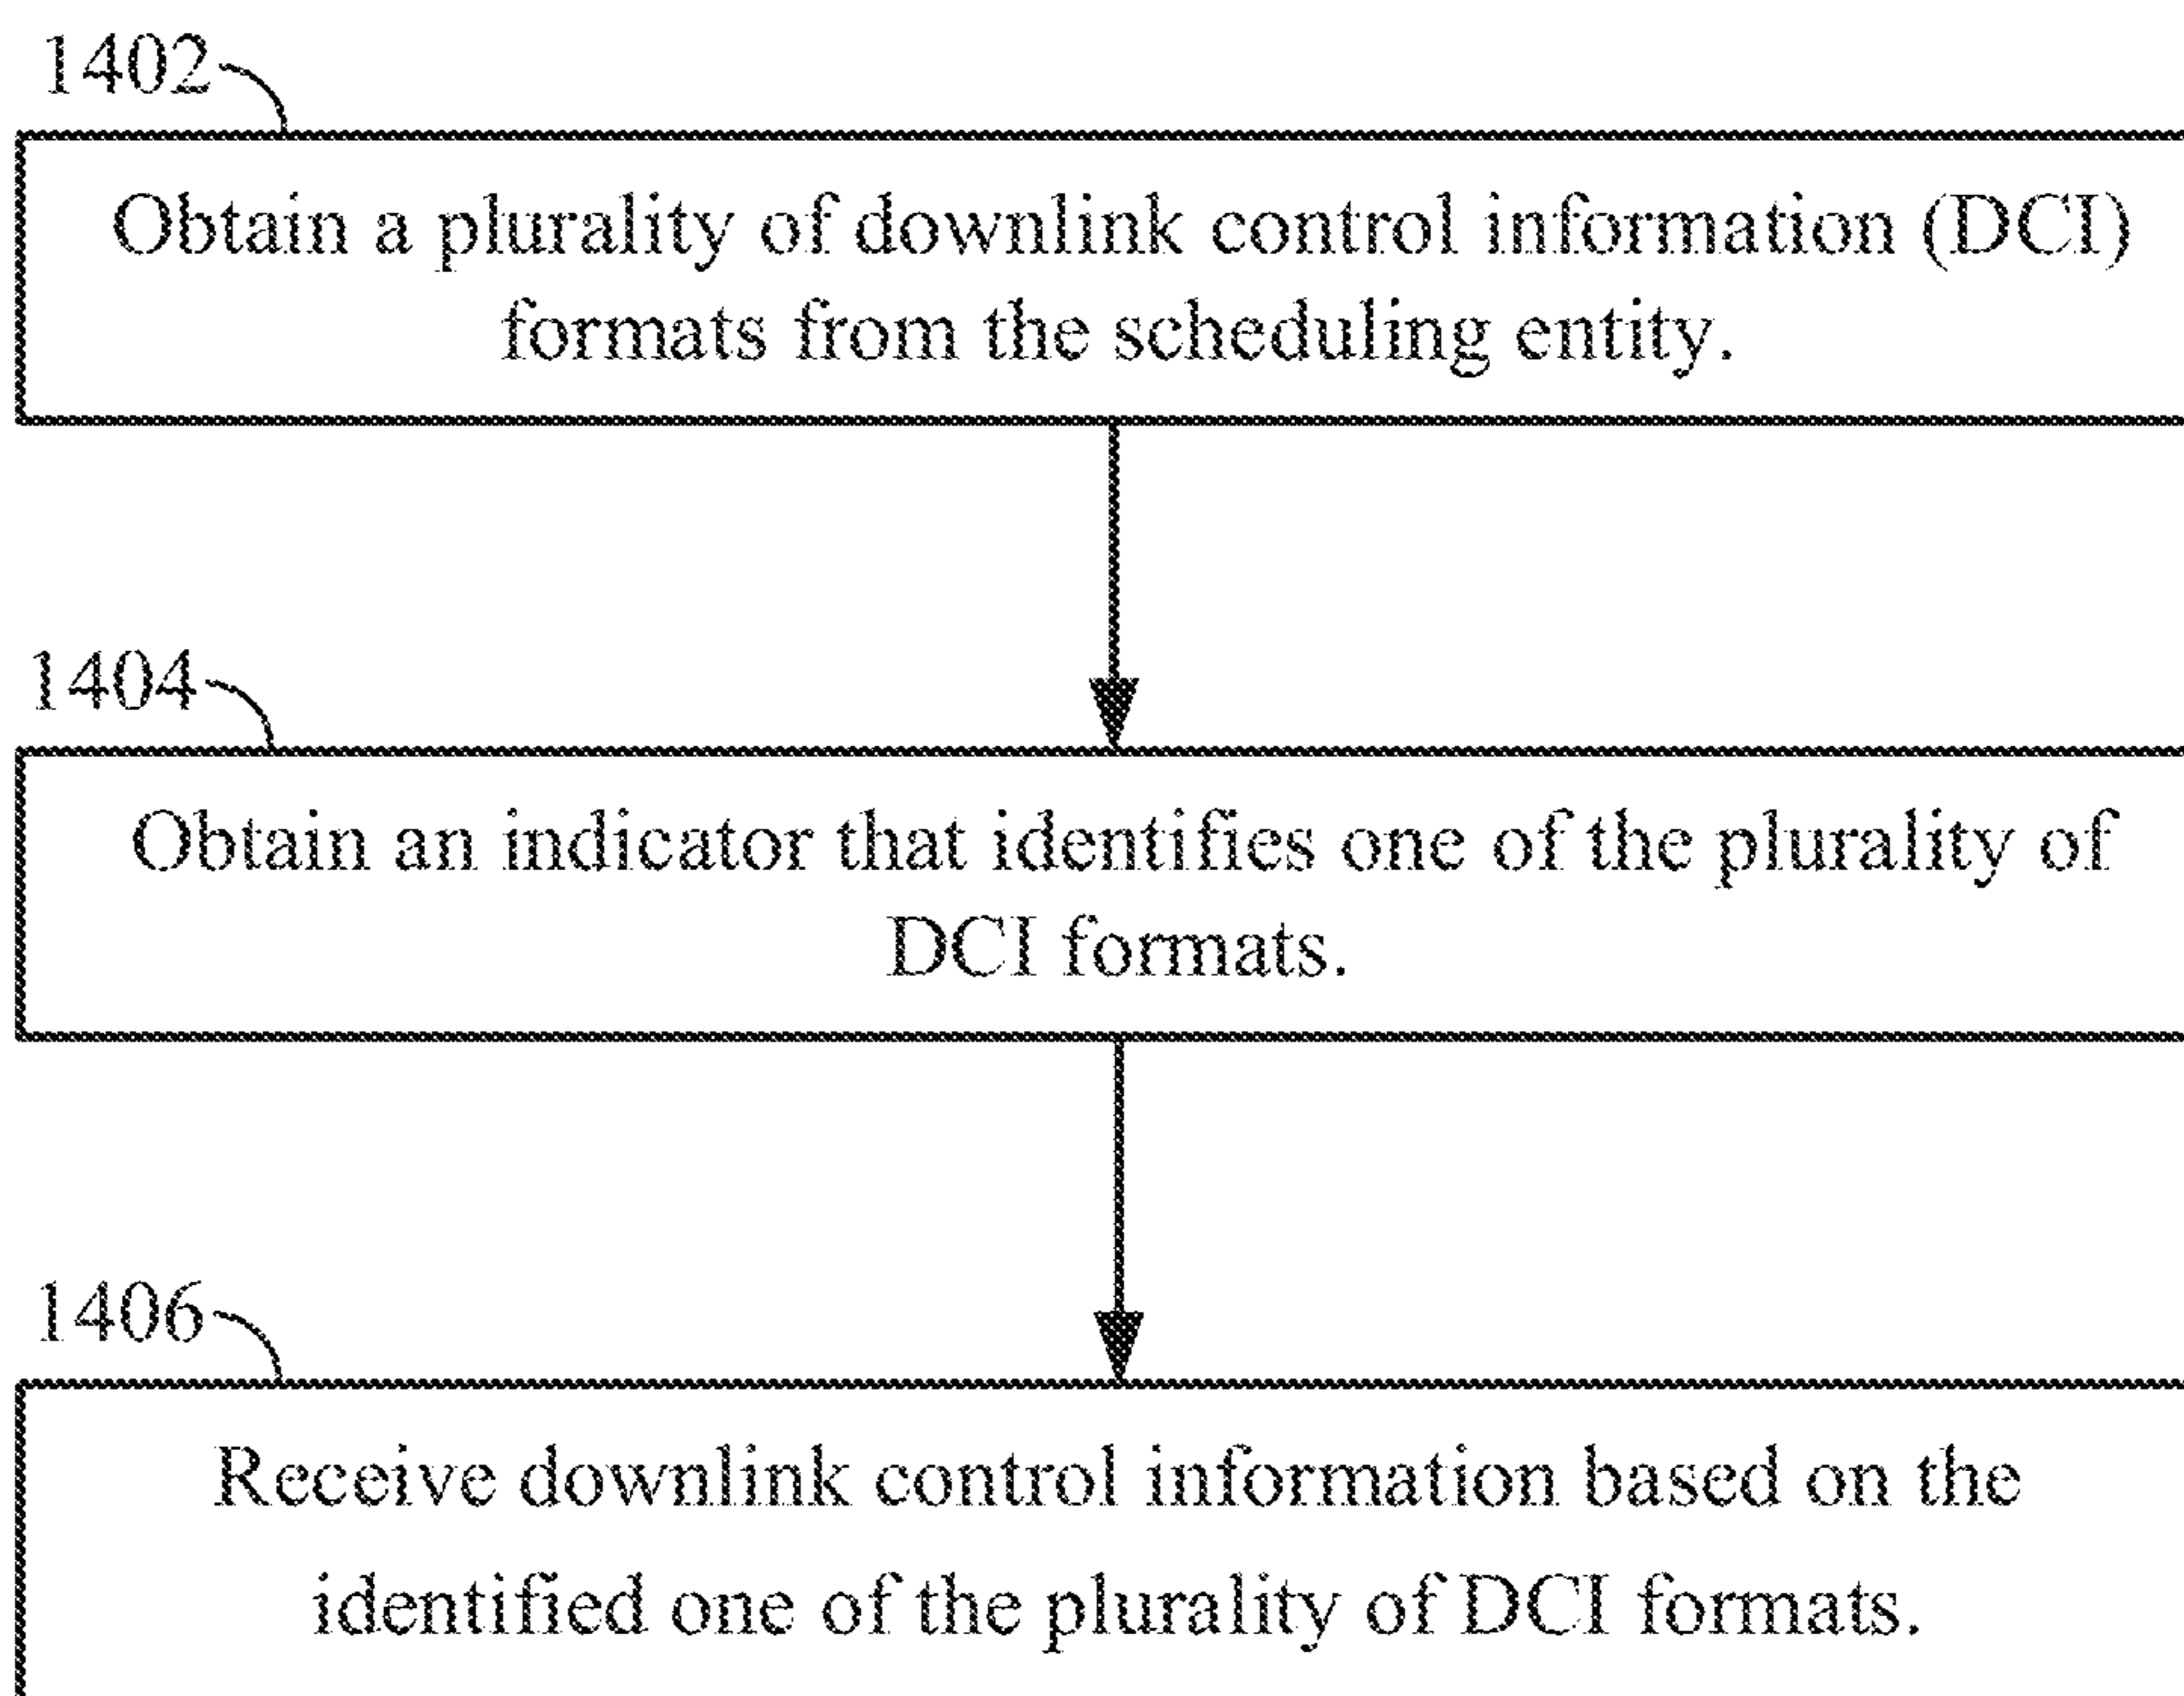 1402
Obtain a plurality of downlink control information (DCI)
formats from the scheduling entity.
1404
Obtain an indicator that identifies one of the plurality of
DCI formats.
1406
Receive downlink control information based on the
identified one of the plurality of DCI formats.